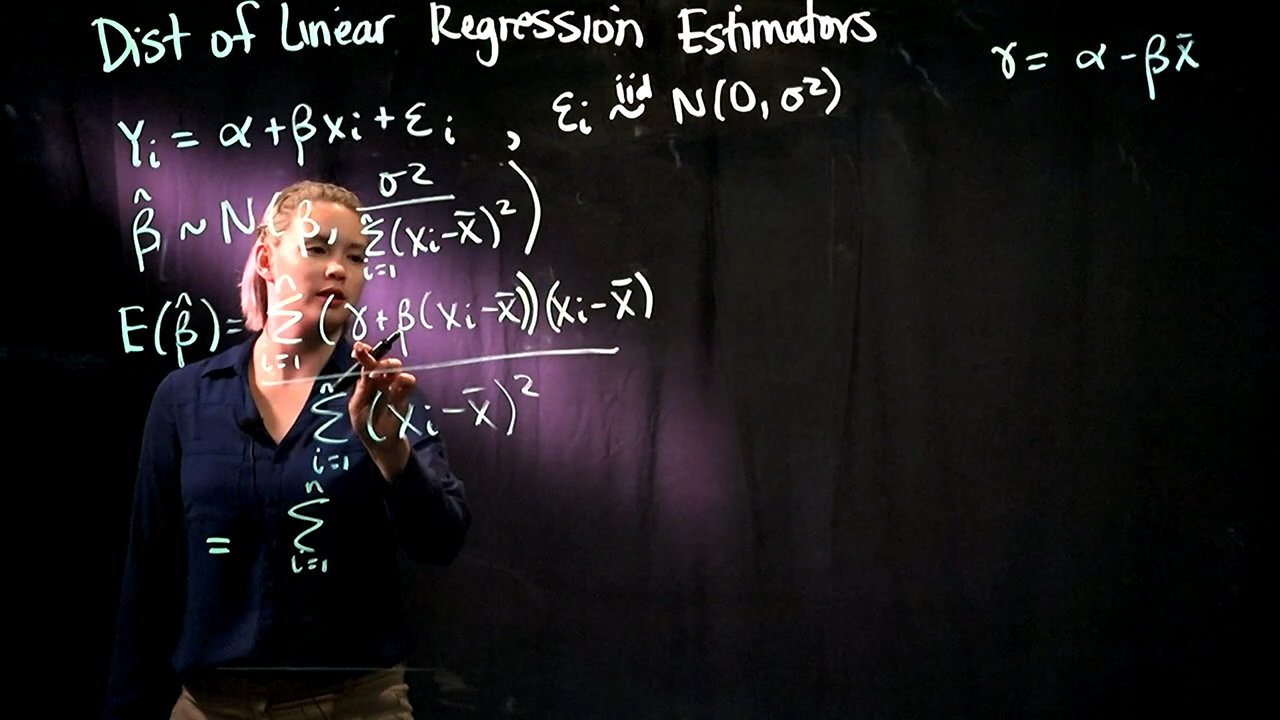 Dist of Linear Regression Estimators
γ = α - βx̄
Yᵢ = α + βxᵢ + εᵢ , εᵢ iid ~ N(0, σ²)
β̂ ~ N(β, σ² / Σᵢ₌₁ⁿ (xᵢ - x̄)²)
E(β̂) = Σᵢ₌₁ⁿ (γ + β(xᵢ - x̄))(xᵢ - x̄)
Σᵢ₌₁ⁿ (xᵢ - x̄)²
= Σᵢ₌₁ⁿ